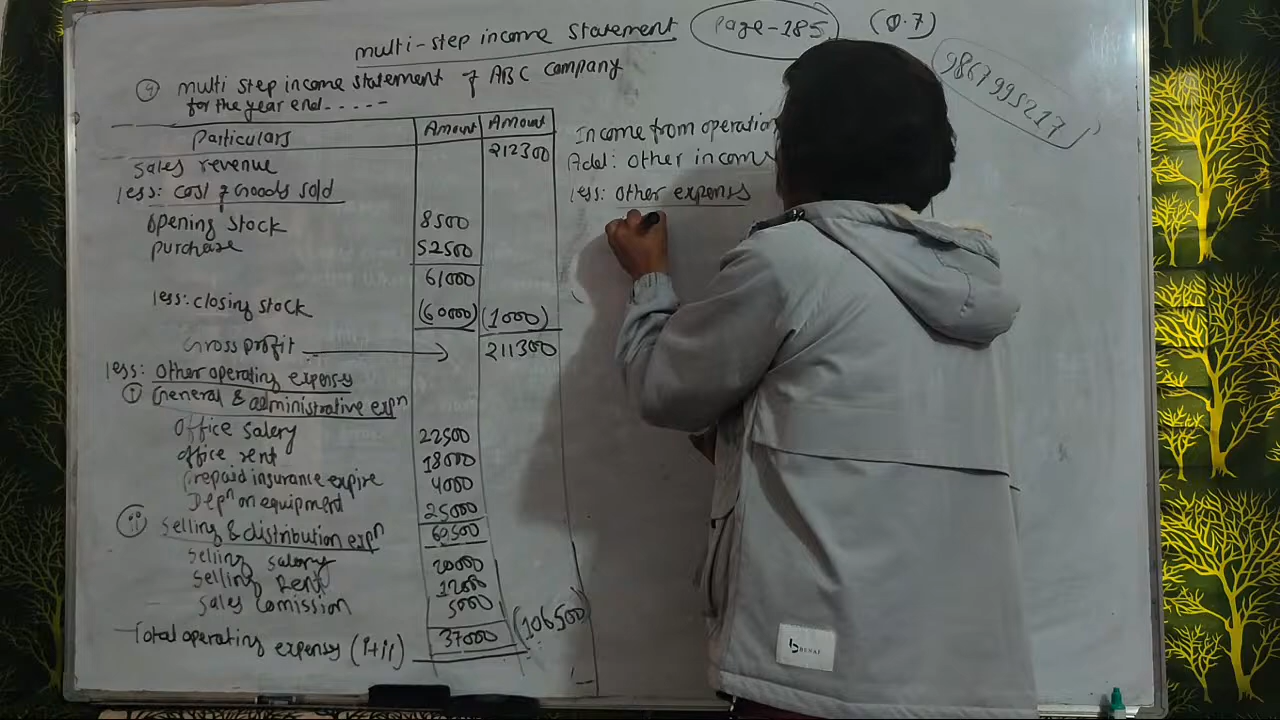 multi-step income statement
page-185
(Q.7)
9867995217
(9) multi step income statement of ABC company
for the year end-----
Particulars Amount Amount
sales revenue 212300
less: cost of Goods sold
opening stock 8500
purchase 52500
61000
less: closing stock (60000) (1000)
Gross profit 211300
less: other operating expenses
(i) General & administrative expn
office salary 22500
office rent 18000
prepaid insurance expire 4000
Depn on equipment 25000
69500
(ii) selling & distribution expn
selling salary 20000
selling Rent 12000
sales comission 5000
Total operating expenses (i+ii) 37000 (106500)
Income from operation
Add: other income
less: other expenses